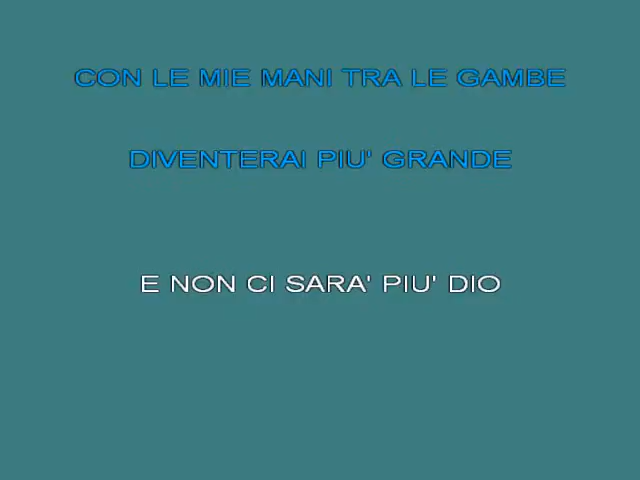 CON LE MIE MANI TRA LE GAMBE
DIVENTERAI PIU' GRANDE
E NON CI SARA' PIU' DIO